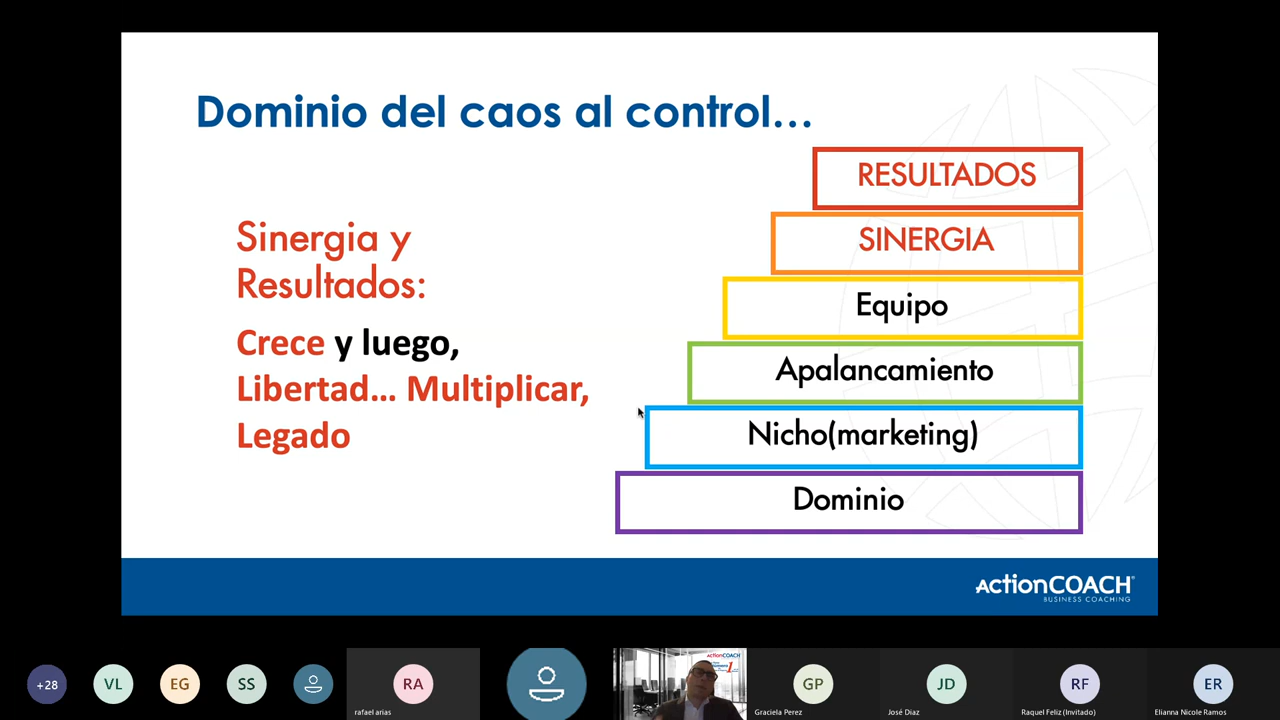 Dominio del caos al control...
RESULTADOS
SINERGIA
Sinergia y
Resultados:
Equipo
Crece y luego,
Libertad... Multiplicar,
Legado
Apalancamiento
Nicho(marketing)
Dominio
ActionCOACH
BUSINESS COACHING
+28
VL
EG
SS
RA
rafael arias
ActionCOACH
1
GP
Graciela Perez
JD
José Diaz
RF
Raquel Feliz (Invitado)
ER
Elianna Nicole Ramos